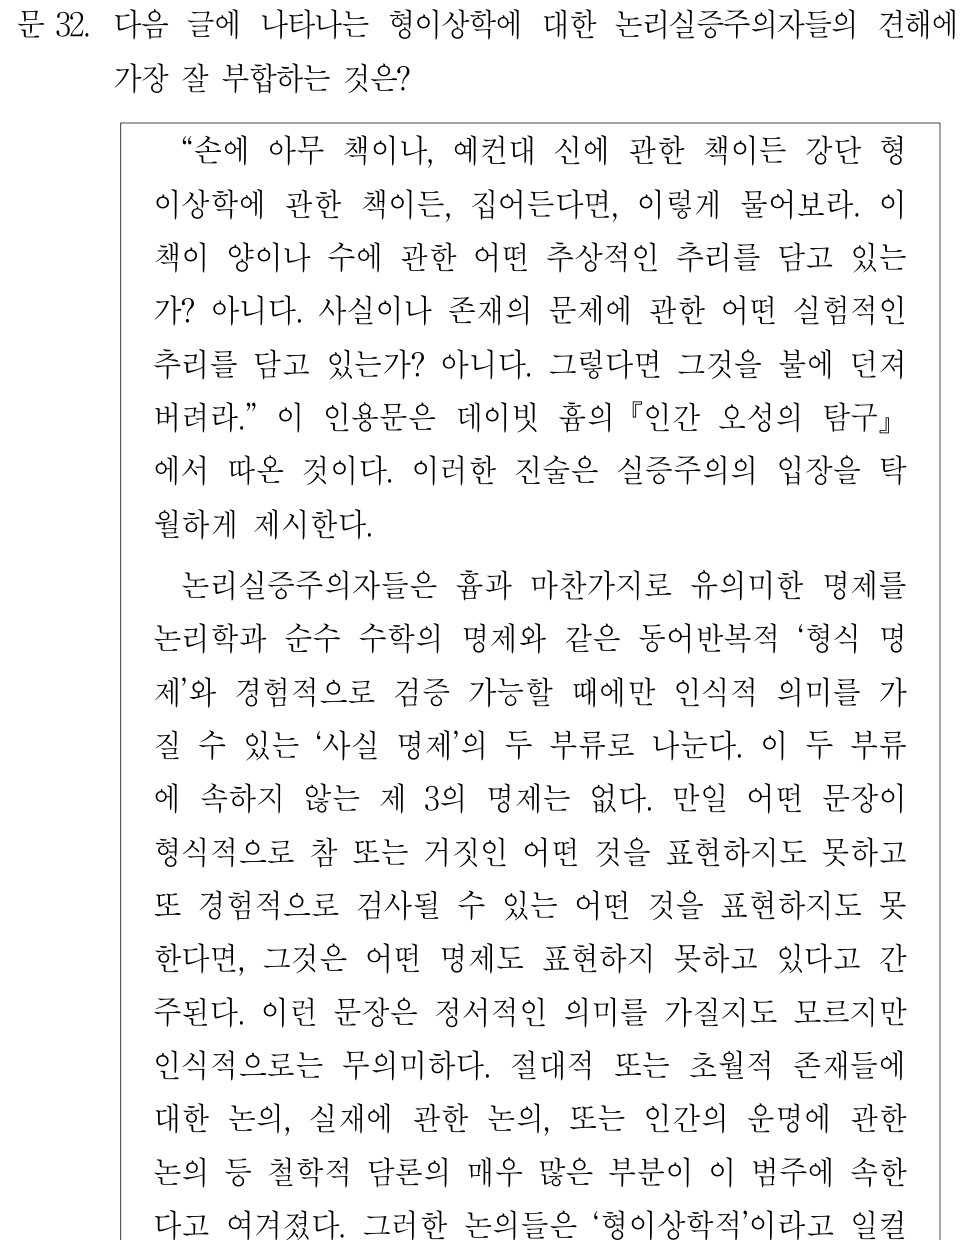 문 32. 다음 글에 나타나는 형이상학에 대한 논리실증주의자들의 견해에
가장 잘 부합하는 것은?
“손에 아무 책이나, 예컨대 신에 관한 책이든 강단 형
이상학에 관한 책이든, 집어든다면, 이렇게 물어보라. 이
책이 양이나 수에 관한 어떤 추상적인 추리를 담고 있는
가? 아니다. 사실이나 존재의 문제에 관한 어떤 실험적인
추리를 담고 있는가? 아니다. 그렇다면 그것을 불에 던져
버려라.” 이 인용문은 데이빗 흄의『인간 오성의 탐구』
에서 따온 것이다. 이러한 진술은 실증주의의 입장을 탁
월하게 제시한다.
논리실증주의자들은 흄과 마찬가지로 유의미한 명제를
논리학과 순수 수학의 명제와 같은 동어반복적 ‘형식 명
제’와 경험적으로 검증 가능할 때에만 인식적 의미를 가
질 수 있는 ‘사실 명제’의 두 부류로 나눈다. 이 두 부류
에 속하지 않는 제 3의 명제는 없다. 만일 어떤 문장이
형식적으로 참 또는 거짓인 어떤 것을 표현하지도 못하고
또 경험적으로 검사될 수 있는 어떤 것을 표현하지도 못
한다면, 그것은 어떤 명제도 표현하지 못하고 있다고 간
주된다. 이런 문장은 정서적인 의미를 가질지도 모르지만
인식적으로는 무의미하다. 절대적 또는 초월적 존재들에
대한 논의, 실재에 관한 논의, 또는 인간의 운명에 관한
논의 등 철학적 담론의 매우 많은 부분이 이 범주에 속한
다고 여겨졌다. 그러한 논의들은 ‘형이상학적’이라고 일컬